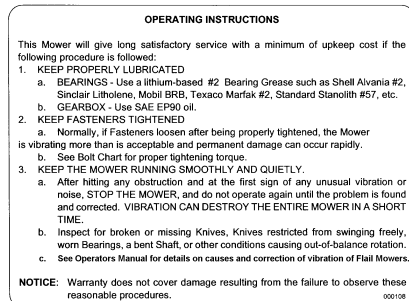 OPERATING INSTRUCTIONS
This Mower will give long satisfactory service with a minimum of upkeep cost if the
following procedure is followed:
1. KEEP PROPERLY LUBRICATED
a. BEARINGS - Use a lithium-based #2 Bearing Grease such as Shell Alvania #2,
Sinclair Litholene, Mobil BRB, Texaco Marfak #2, Standard Stanolith #57, etc.
b. GEARBOX - Use SAE EP90 oil.
2. KEEP FASTENERS TIGHTENED
a. Normally, if Fasteners loosen after being properly tightened, the Mower
is vibrating more than is acceptable and permanent damage can occur rapidly.
b. See Bolt Chart for proper tightening torque.
3. KEEP THE MOWER RUNNING SMOOTHLY AND QUIETLY.
a. After hitting any obstruction and at the first sign of any unusual vibration or
noise, STOP THE MOWER, and do not operate again until the problem is found
and corrected. VIBRATION CAN DESTROY THE ENTIRE MOWER IN A SHORT
TIME.
b. Inspect for broken or missing Knives, Knives restricted from swinging freely,
worn Bearings, a bent Shaft, or other conditions causing out-of-balance rotation.
c. See Operators Manual for details on causes and correction of vibration of Flail Mowers.
NOTICE: Warranty does not cover damage resulting from the failure to observe these
reasonable procedures. 000108